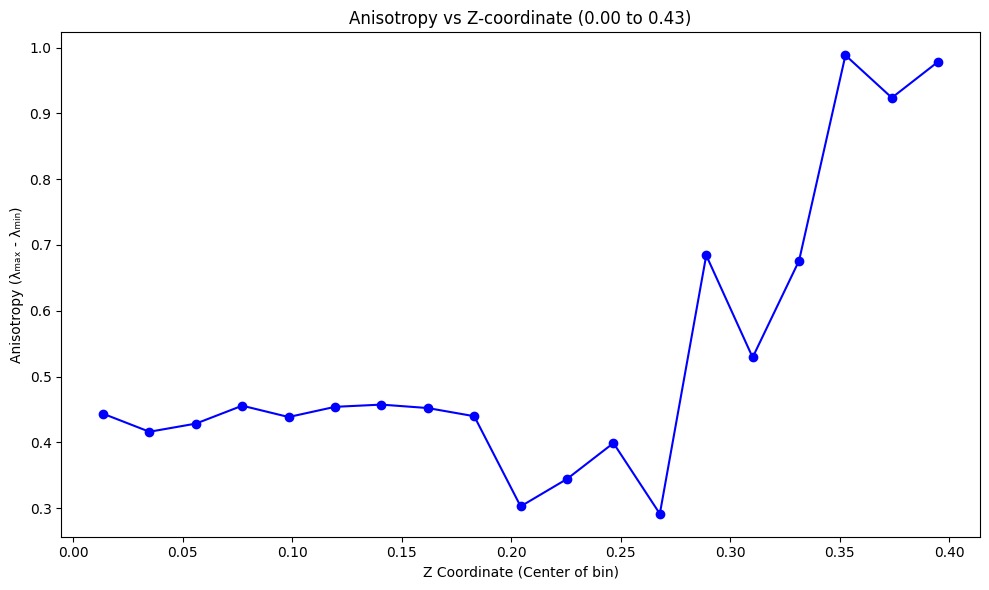 Anisotropy vs Z-coordinate (0.00 to 0.43)
1.0
0.9
0.8
0.7
0.6
0.5
0.4
0.3
Anisotropy (λₘₐₓ - λₘᵢₙ)
0.00 0.05 0.10 0.15 0.20 0.25 0.30 0.35 0.40
Z Coordinate (Center of bin)